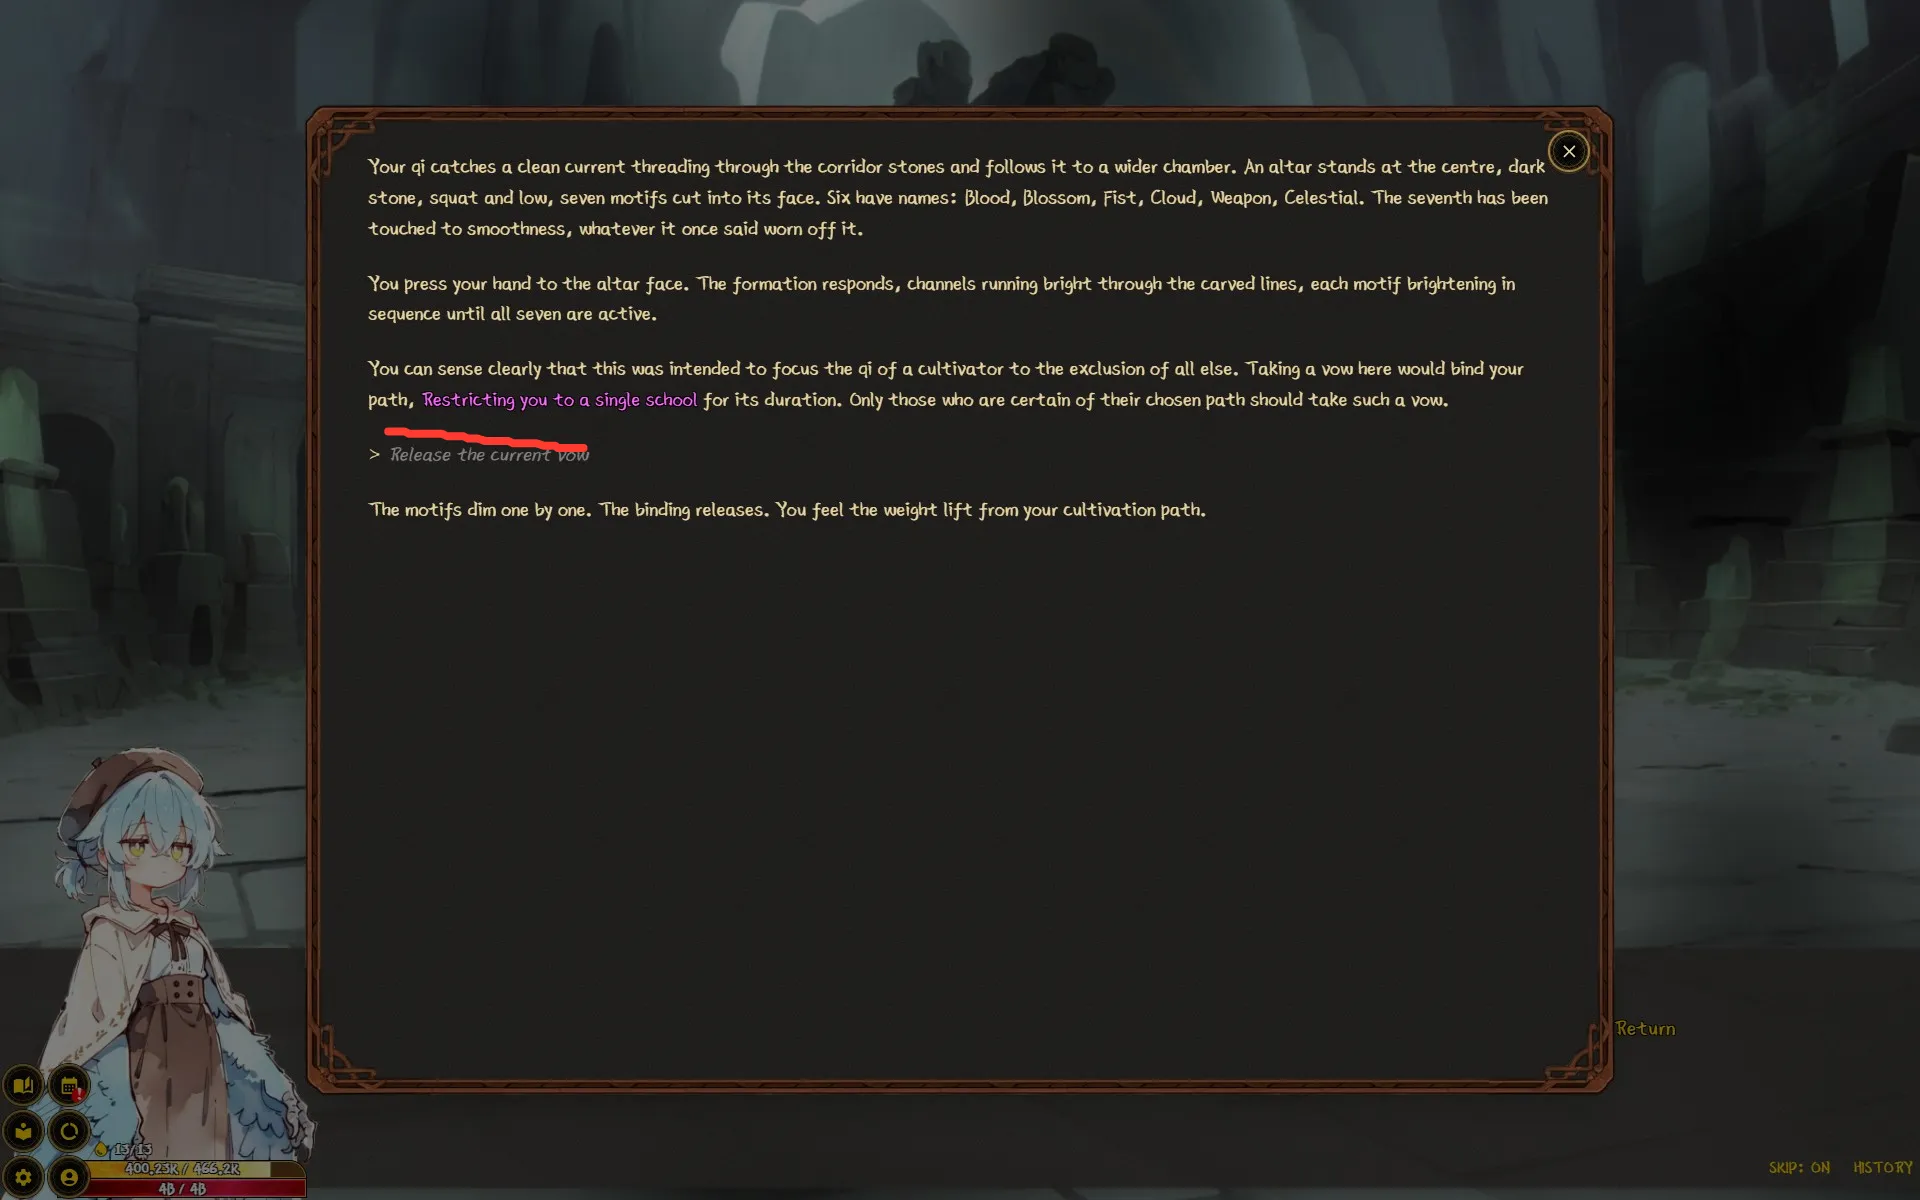 Your qi catches a clean current threading through the corridor stones and follows it to a wider chamber. An altar stands at the centre, dark
stone, squat and low, seven motifs cut into its face. Six have names: Blood, Blossom, Fist, Cloud, Weapon, Celestial. The seventh has been
touched to smoothness, whatever it once said worn off it.
You press your hand to the altar face. The formation responds, channels running bright through the carved lines, each motif brightening in
sequence until all seven are active.
You can sense clearly that this was intended to focus the qi of a cultivator to the exclusion of all else. Taking a vow here would bind your
path, Restricting you to a single school for its duration. Only those who are certain of their chosen path should take such a vow.
> Release the current vow
The motifs dim one by one. The binding releases. You feel the weight lift from your cultivation path.
Return
13/13
400.23K / 466.2K
4B / 4B
SKIP: ON HISTORY